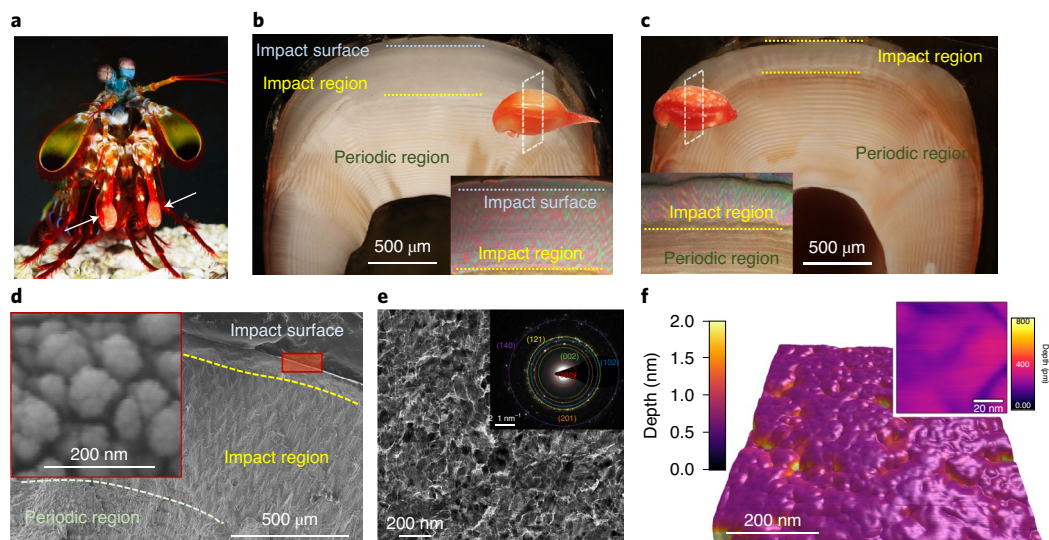 a
b
Impact surface
Impact region
Periodic region
500 μm
Impact surface
Impact region
c
Impact region
Periodic region
500 μm
Impact region
Periodic region
d
Impact surface
Impact region
Periodic region
200 nm
500 μm
e
(140)
(121)
(002)
(102)
(201)
2 1 nm⁻¹
200 nm
f
2.0
1.5
1.0
0.5
0.0
Depth (nm)
800
400
0.00
Depth (pm)
20 nm
200 nm